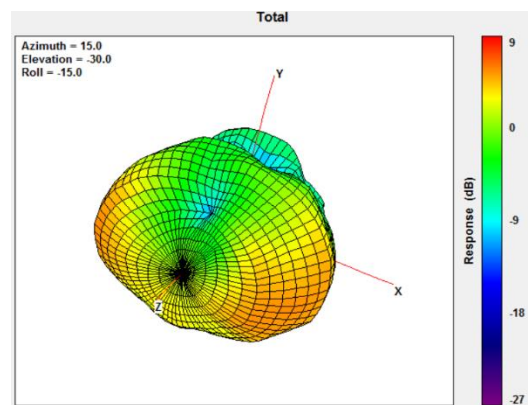 Total
Azimuth = 15.0
Elevation = -30.0
Roll = -15.0
Y
X
Z
9
0
-9
-18
-27
Response (dB)